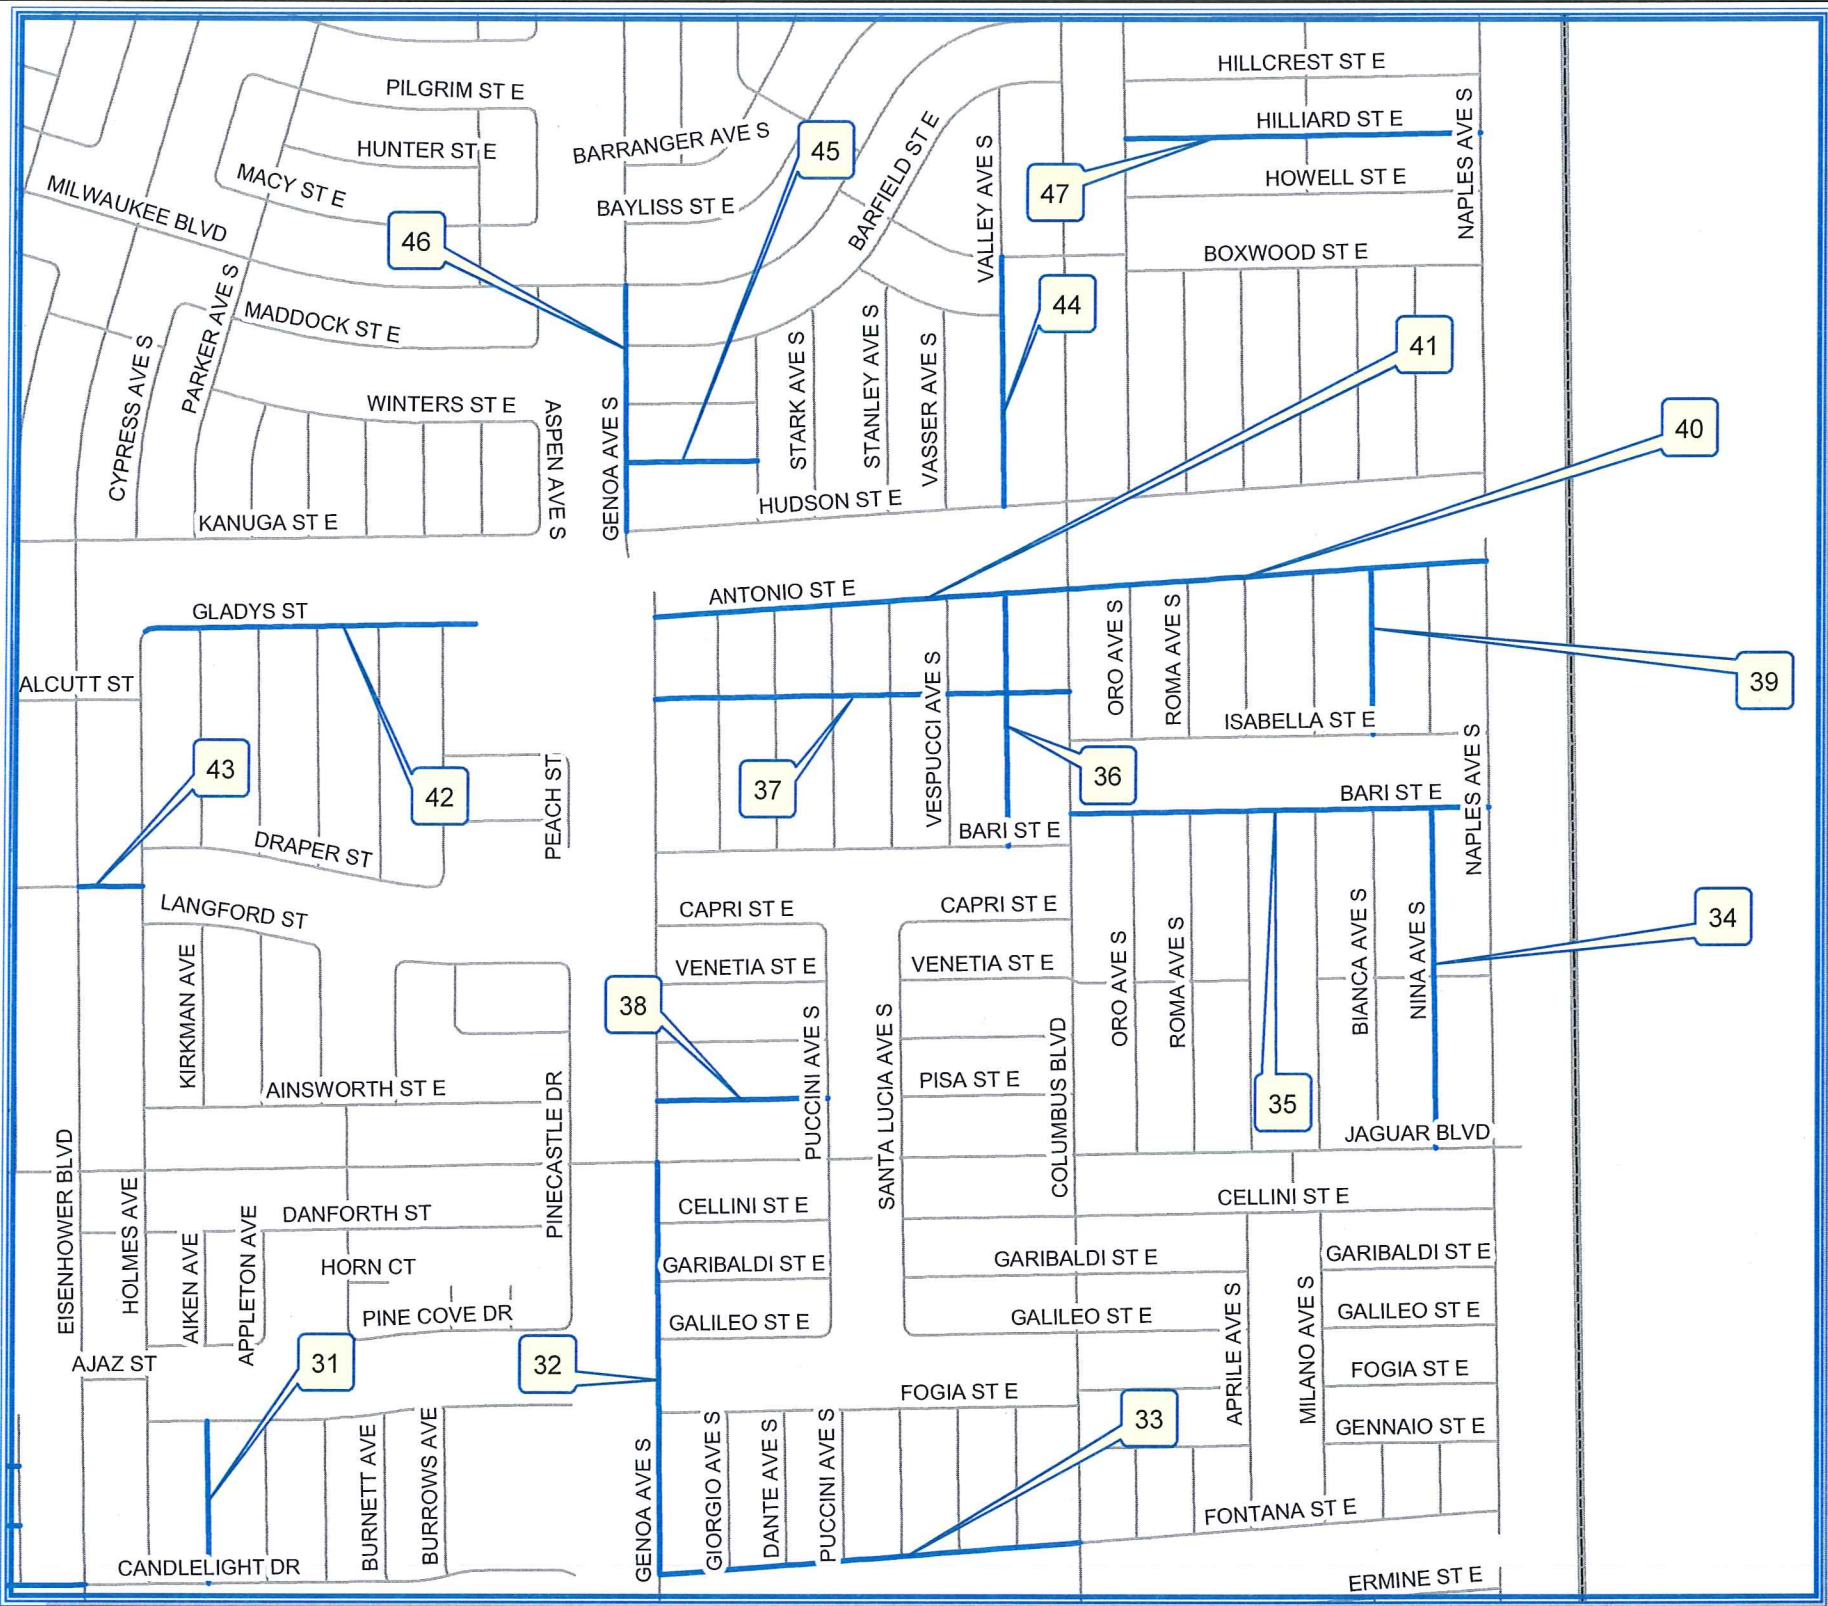 HILLCREST ST E
PILGRIM ST E
HILLIARD ST E
NAPLES AVE S
BARRANGER AVE S
45
HUNTER ST E
BARFIELD ST E
VALLEY AVE S
47
HOWELL ST E
MACY ST E
MILWAUKEE BLVD
BAYLISS ST E
46
BOXWOOD ST E
44
PARKER AVE S
MADDOCK ST E
41
CYPRESS AVE S
STARK AVE S
STANLEY AVE S
VASSER AVE S
WINTERS ST E
ASPEN AVE S
GENOA AVE S
40
HUDSON ST E
KANUGA ST E
ANTONIO ST E
GLADYS ST
ORO AVE S
ROMA AVE S
39
ALCUTT ST
VESPUCCI AVE S
ISABELLA ST E
43
42
37
36
PEACH ST
NAPLES AVE S
BARI ST E
BARI ST E
DRAPER ST
LANGFORD ST
CAPRI ST E
CAPRI ST E
34
KIRKMAN AVE
VENETIA ST E
VENETIA ST E
ORO AVE S
ROMA AVE S
BIANCA AVE S
NINA AVE S
38
PUCCINI AVE S
SANTA LUCIA AVE S
COLUMBUS BLVD
AINSWORTH ST E
PISA ST E
35
PINECASTLE DR
JAGUAR BLVD
EISENHOWER BLVD
HOLMES AVE
AIKEN AVE
APPLETON AVE
DANFORTH ST
CELLINI ST E
CELLINI ST E
HORN CT
GARIBALDI ST E
GARIBALDI ST E
GARIBALDI ST E
PINE COVE DR
GALILEO ST E
GALILEO ST E
GALILEO ST E
APRILE AVE S
MILANO AVE S
AJAZ ST
31
32
FOGIA ST E
FOGIA ST E
33
GENNAIO ST E
BURNETT AVE
BURROWS AVE
GENOA AVE S
GIORGIO AVE S
DANTE AVE S
PUCCINI AVE S
FONTANA ST E
CANDLELIGHT DR
ERMINE ST E